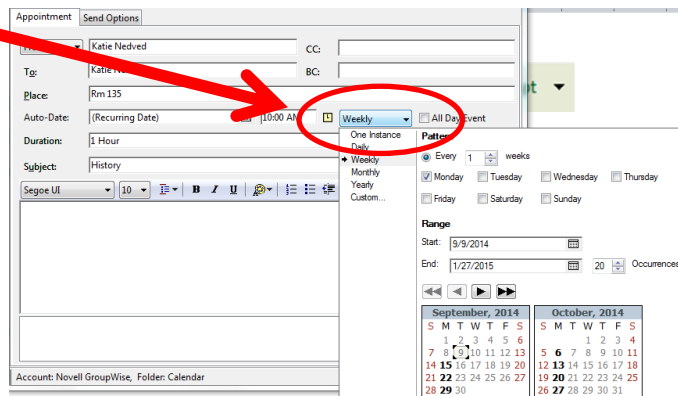 Appointment Send Options
Katie Nedved CC:
To: Katie BC:
Place: Rm 135
Auto-Date: (Recurring Date) 10:00 AM Weekly All Day Event
Duration: 1 Hour
Subject: History
Segoe UI 10 B I U
One Instance
Daily
Weekly
Monthly
Yearly
Custom...
Every 1 weeks
Monday Tuesday Wednesday Thursday
Friday Saturday Sunday
Range
Start: 9/9/2014
End: 1/27/2015 20 Occurrences
September, 2014 October, 2014
S M T W T F S S M T W T F S
1 2 3 4 5 6 1 2 3 4
7 8 9 10 11 12 13 5 6 7 8 9 10 11
14 15 16 17 18 19 20 12 13 14 15 16 17 18
21 22 23 24 25 26 27 19 20 21 22 23 24 25
28 29 30 26 27 28 29 30 31
Account: Novell GroupWise, Folder: Calendar